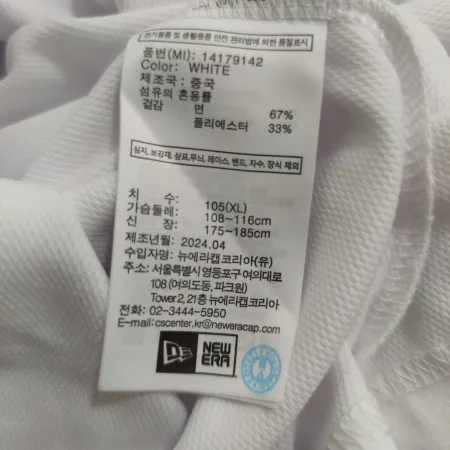 전기용품 및 생활용품 안전 관리법에 의한 품질표시
품번(MI): 14179142
Color: WHITE
제조국: 중국
섬유의 혼용률
겉감 면 67%
폴리에스터 33%
심지, 보강재, 상표, 무늬, 레이스, 밴드, 자수, 장식 제외
치 수: 105(XL)
가슴둘레: 108~116cm
신 장: 175~185cm
제조년월: 2024.04
수입자명: 뉴에라캡코리아(유)
주소: 서울특별시 영등포구 여의대로
108 (여의도동, 파크원)
Tower 2, 21층 뉴에라캡코리아
전화: 02-3444-5950
E-mail:cscenter.kr@neweracap.com
NEW
ERA